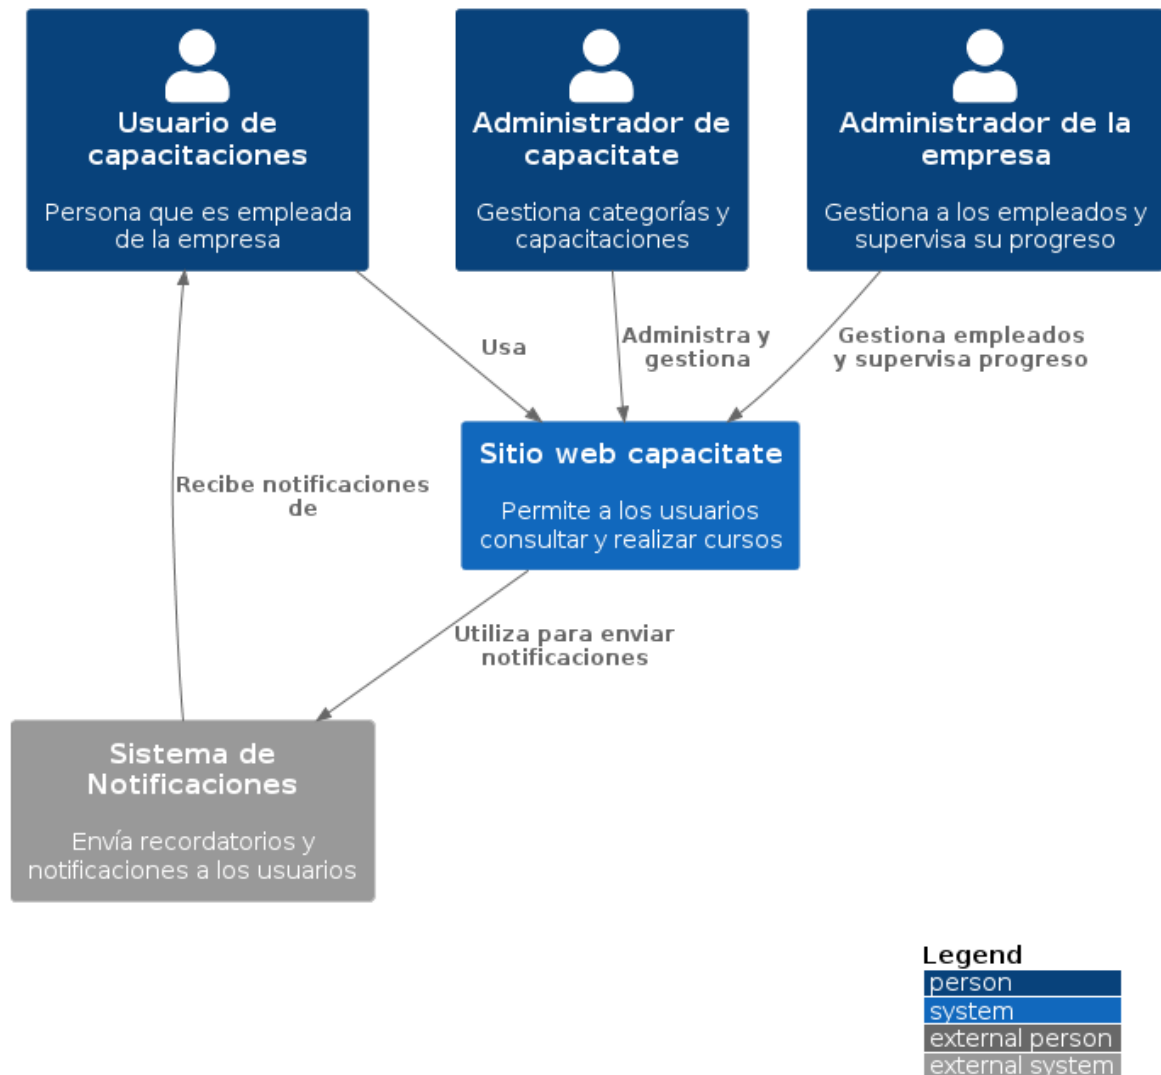 Usuario de
capacitaciones
Persona que es empleada
de la empresa
Administrador de
capacitate
Gestiona categorías y
capacitaciones
Administrador de la
empresa
Gestiona a los empleados y
supervisa su progreso
Usa
Administra y
gestiona
Gestiona empleados
y supervisa progreso
Sitio web capacitate
Permite a los usuarios
consultar y realizar cursos
Recibe notificaciones
de
Utiliza para enviar
notificaciones
Sistema de
Notificaciones
Envía recordatorios y
notificaciones a los usuarios
Legend
person
system
external person
external system